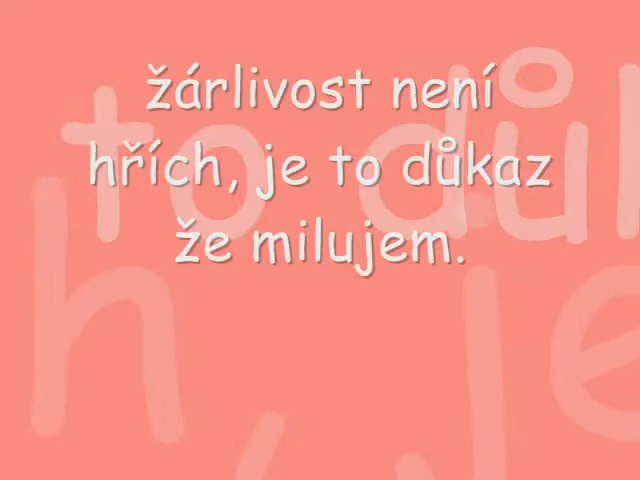 žárlivost není
hřích, je to důkaz
že milujem.